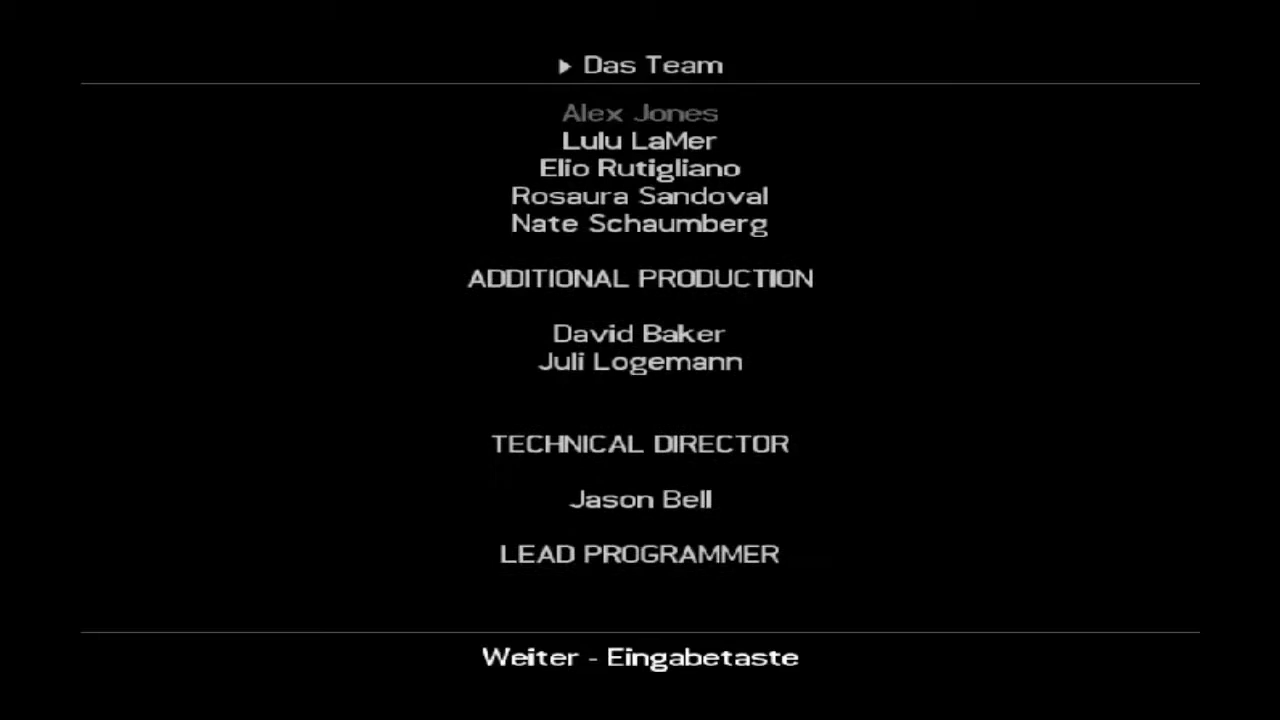 Das Team
Alex Jones
Lulu LaMer
Elio Rutigliano
Rosaura Sandoval
Nate Schaumberg
ADDITIONAL PRODUCTION
David Baker
Juli Logemann
TECHNICAL DIRECTOR
Jason Bell
LEAD PROGRAMMER
Weiter - Eingabetaste